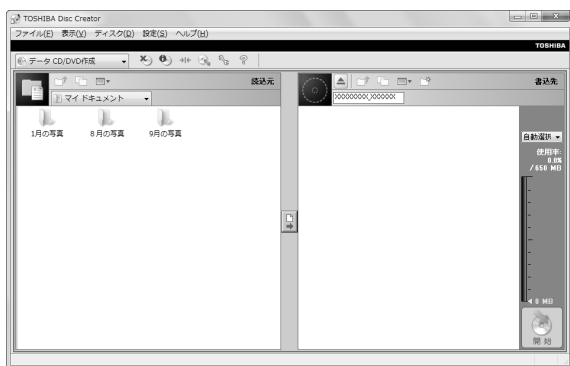 TOSHIBA Disc Creator
ファイル(F) 表示(V) ディスク(D) 設定(S) ヘルプ(H)
TOSHIBA
データ CD/DVD作成
読込元
書込先
マイ ドキュメント
XXXXXXXX_XXXXXX
1月の写真 8月の写真 9月の写真
自動選択
使用率:
0.0%
/650 MB
0 MB
開始